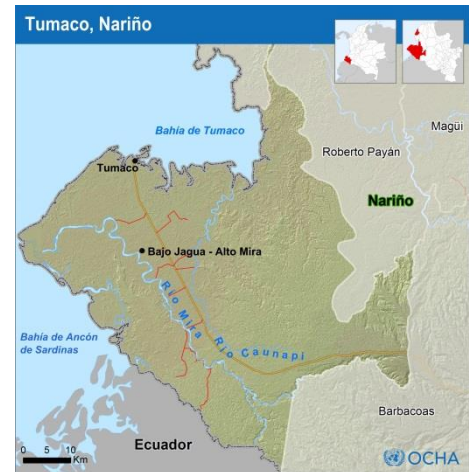 Tumaco, Nariño
Bahía de Tumaco
Magüi
Roberto Payán
Tumaco
Nariño
Bajo Jagua - Alto Mira
Río Mira
Río Caunapi
Bahía de Ancón
de Sardinas
Barbacoas
Ecuador
0 5 10
Km
OCHA